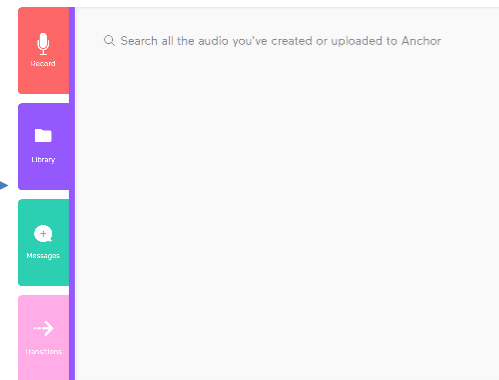 Search all the audio you've created or uploaded to Anchor
Record
Library
Messages
Transitions